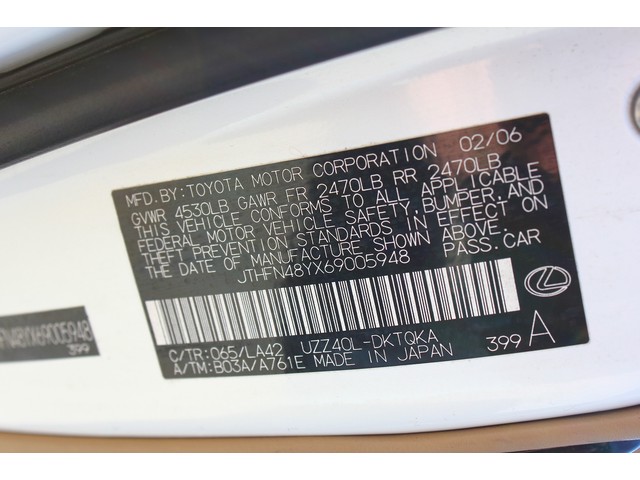 MFD.BY:TOYOTA MOTOR CORPORATION 02/06
GVWR 4530LB GAWR FR 2470LB RR 2470LB
THIS VEHICLE CONFORMS TO ALL APPLICABLE
FEDERAL MOTOR VEHICLE SAFETY, BUMPER, AND
THEFT PREVENTION STANDARDS IN EFFECT ON
THE DATE OF MANUFACTURE SHOWN ABOVE.
JTHFN48YX69005948 PASS.CAR
C/TR:065/LA42 UZZ40L-DKTQKA
A/TM:B03A/A761E MADE IN JAPAN 399 A
FN48YX69005948
399